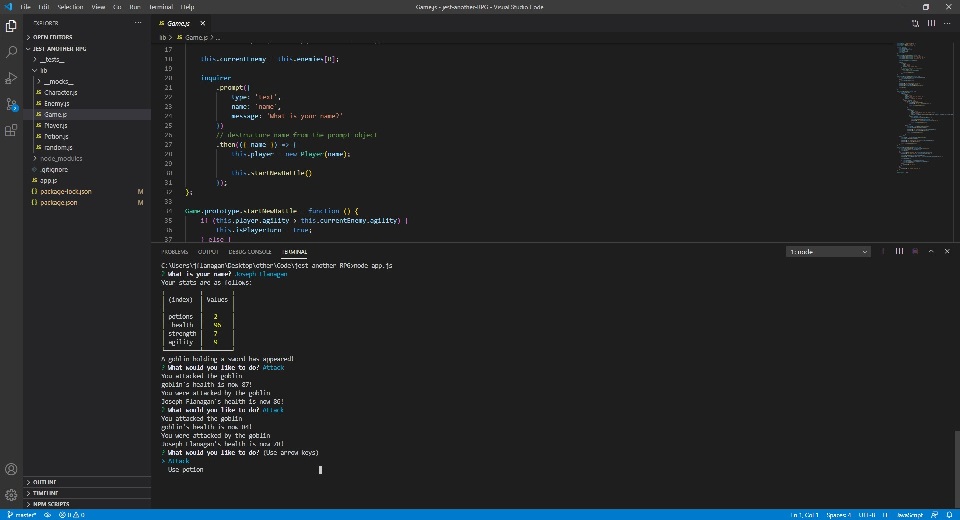 File Edit Selection View Go Run Terminal Help
Game.js - jest-another-RPG - Visual Studio Code
EXPLORER
OPEN EDITORS
JEST_ANOTHER_RPG
__tests__
lib
__mocks__
JS Character.js
JS Enemy.js
JS Game.js
JS Player.js
JS Potion.js
JS random.js
node_modules
.gitignore
JS app.js
{} package-lock.json M
{} package.json M
OUTLINE
TIMELINE
NPM SCRIPTS
JS Game.js
lib > JS Game.js > ...
17
18 this.currentEnemy = this.enemies[0];
19
20 inquirer
21 .prompt({
22 type: 'text',
23 name: 'name',
24 message: 'What is your name?'
25 })
26 // destructure name from the prompt object
27 .then(({ name }) => {
28 this.player = new Player(name);
29
30 this.startNewBattle()
31 });
32 };
33
34 Game.prototype.startNewBattle = function () {
35 if (this.player.agility > this.currentEnemy.agility) {
36 this.isPlayerTurn = true;
37 } else {
PROBLEMS OUTPUT DEBUG CONSOLE TERMINAL
1: node
C:\Users\jflanagan\Desktop\other\Code\jest another RPG>node app.js
? What is your name? Joseph Flanagan
Your stats are as follows:
(index) Values
potions 2
health 96
strength 7
agility 9
A goblin holding a sword has appeared!
? What would you like to do? Attack
You attacked the goblin
goblin's health is now 87!
You were attacked by the goblin
Joseph Flanagan's health is now 86!
? What would you like to do? Attack
You attacked the goblin
goblin's health is now
You were attacked by the goblin
Joseph Flanagan's health is now
? What would you like to do? (Use arrow keys)
> Attack
Use potion
master* 0 0
Ln 1, Col 1 Spaces: 4 UTF-8 LF JavaScript